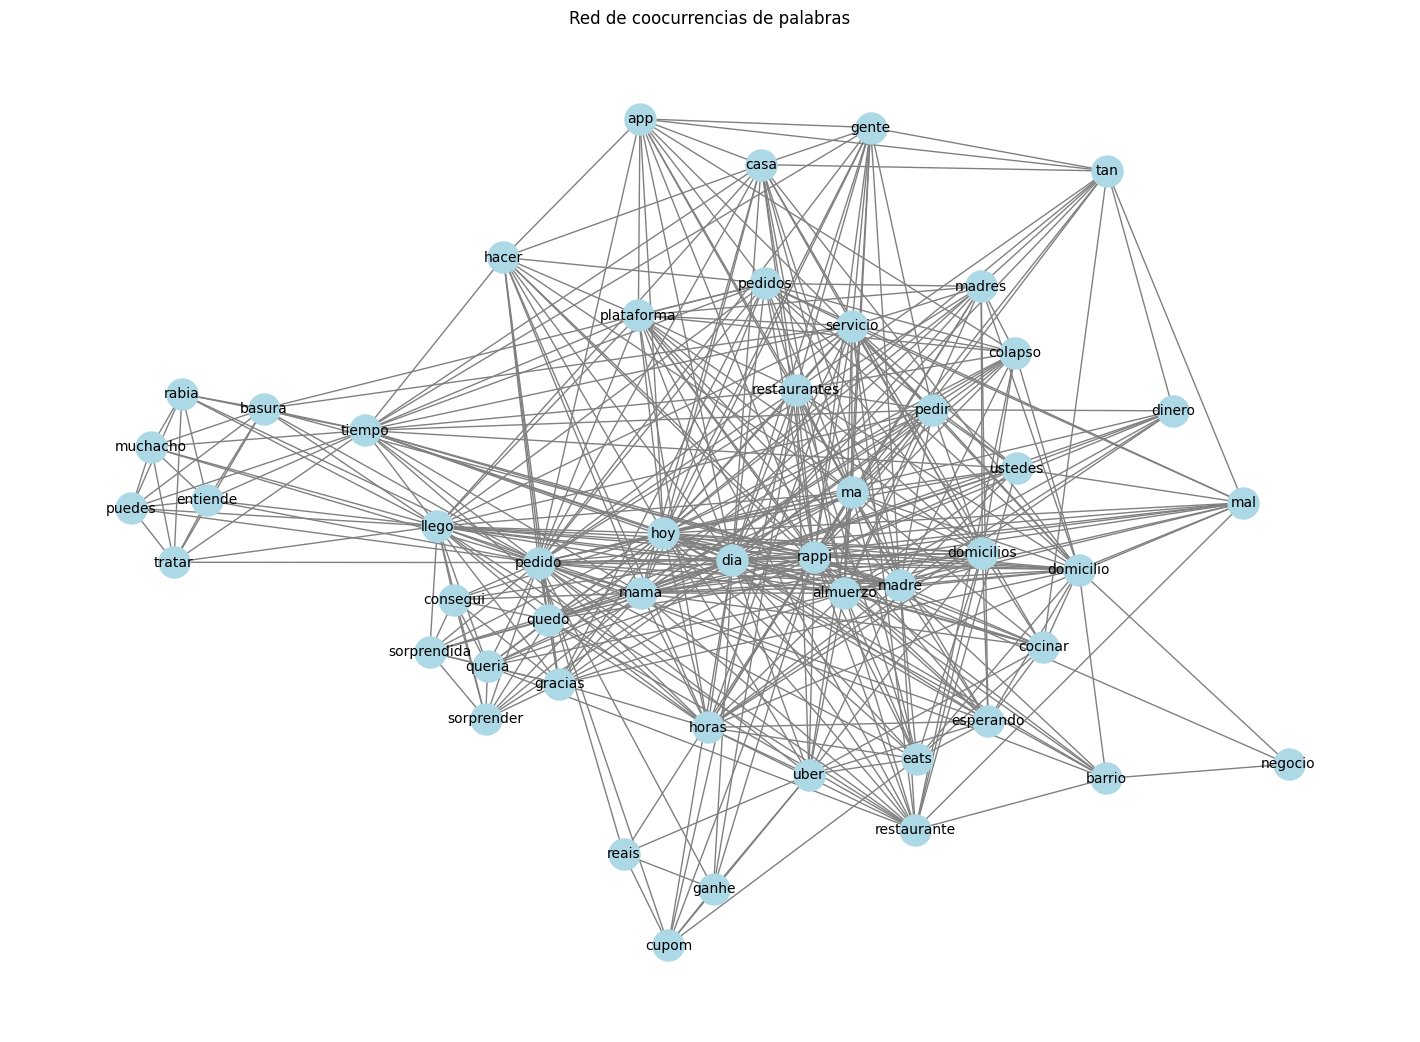 Red de coocurrencias de palabras
app
gente
casa
tan
hacer
pedidos
madres
plataforma
servicio
colapso
restaurantes
rabia
basura
pedir
dinero
tiempo
muchacho
ustedes
entiende
puedes
ma
mal
llego
hoy
tratar
pedido
dia
rappi
domicilios
domicilio
mama
almuerzo
madre
consegui
quedo
cocinar
sorprendida
queria
gracias
sorprender
horas
esperando
eats
uber
barrio
negocio
restaurante
reais
ganhe
cupom